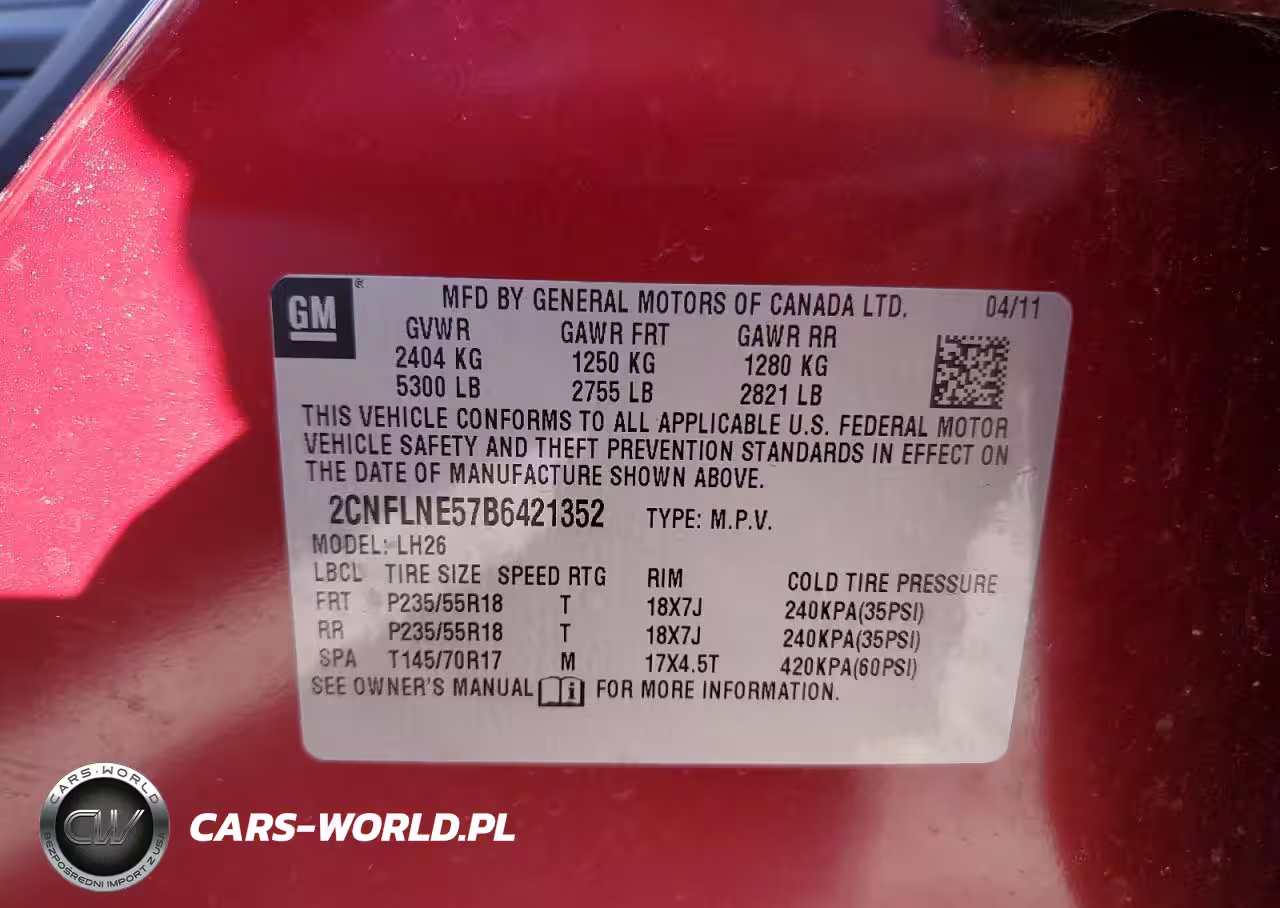 GM ® MFD BY GENERAL MOTORS OF CANADA LTD. 04/11
GVWR GAWR FRT GAWR RR
2404 KG 1250 KG 1280 KG
5300 LB 2755 LB 2821 LB
THIS VEHICLE CONFORMS TO ALL APPLICABLE U.S. FEDERAL MOTOR
VEHICLE SAFETY AND THEFT PREVENTION STANDARDS IN EFFECT ON
THE DATE OF MANUFACTURE SHOWN ABOVE.
2CNFLNE57B6421352 TYPE: M.P.V.
MODEL: LH26
LBCL TIRE SIZE SPEED RTG RIM COLD TIRE PRESSURE
FRT P235/55R18 T 18X7J 240KPA(35PSI)
RR P235/55R18 T 18X7J 240KPA(35PSI)
SPA T145/70R17 M 17X4.5T 420KPA(60PSI)
SEE OWNER'S MANUAL FOR MORE INFORMATION.
CARS-WORLD
CW
BEZPOŚREDNI IMPORT Z USA
CARS-WORLD.PL